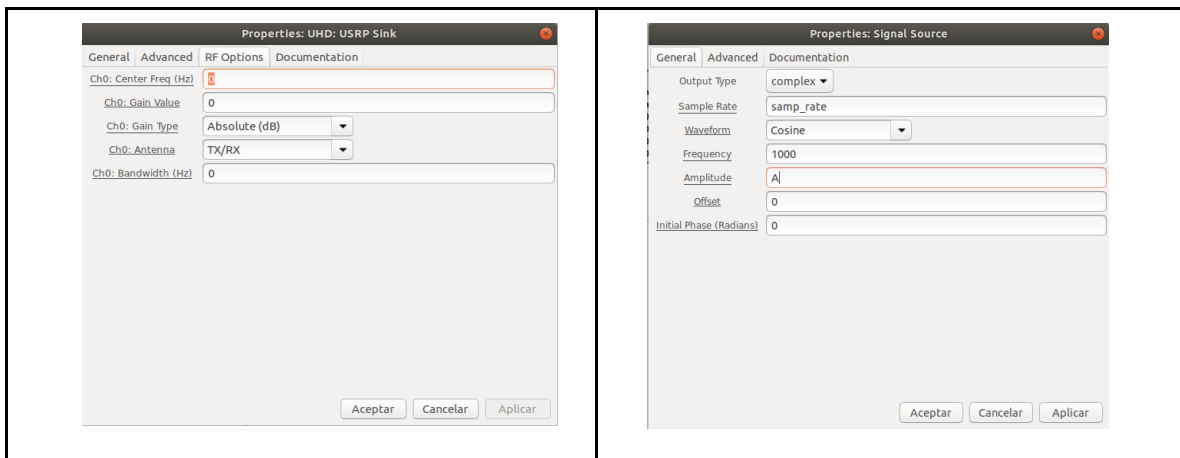 Properties: UHD: USRP Sink
General Advanced RF Options Documentation
Ch0: Center Freq (Hz) 0
Ch0: Gain Value 0
Ch0: Gain Type Absolute (dB)
Ch0: Antenna TX/RX
Ch0: Bandwidth (Hz) 0
Aceptar Cancelar Aplicar
Properties: Signal Source
General Advanced Documentation
Output Type complex
Sample Rate samp_rate
Waveform Cosine
Frequency 1000
Amplitude A
Offset 0
Initial Phase (Radians) 0
Aceptar Cancelar Aplicar